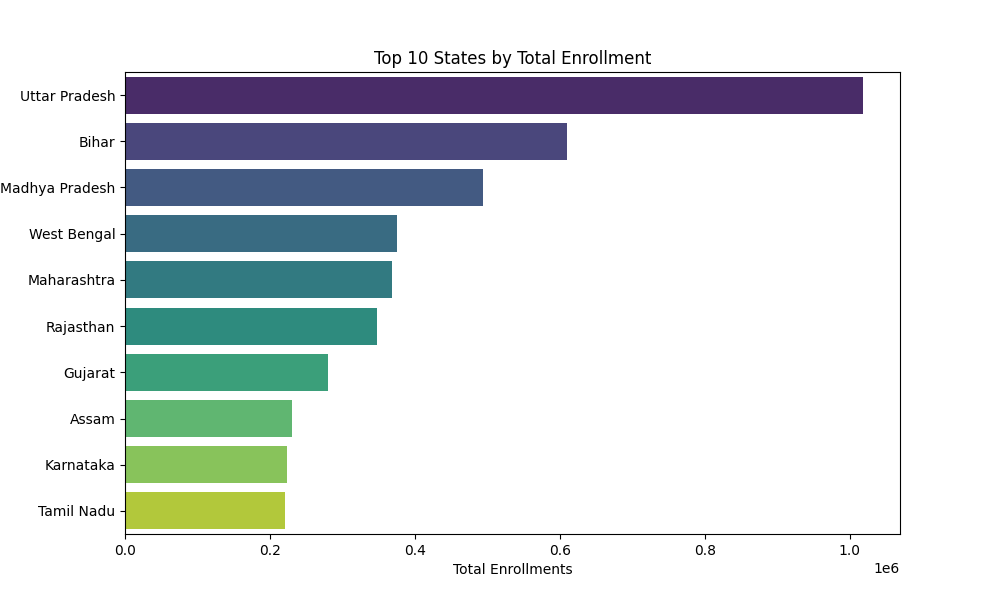 Top 10 States by Total Enrollment
Uttar Pradesh
Bihar
Madhya Pradesh
West Bengal
Maharashtra
Rajasthan
Gujarat
Assam
Karnataka
Tamil Nadu
0.0 0.2 0.4 0.6 0.8 1.0
1e6
Total Enrollments